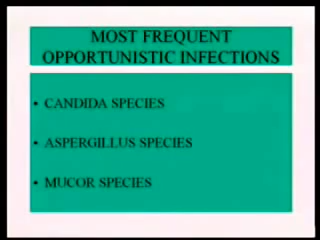 MOST FREQUENT
OPPORTUNISTIC INFECTIONS
• CANDIDA SPECIES
• ASPERGILLUS SPECIES
• MUCOR SPECIES